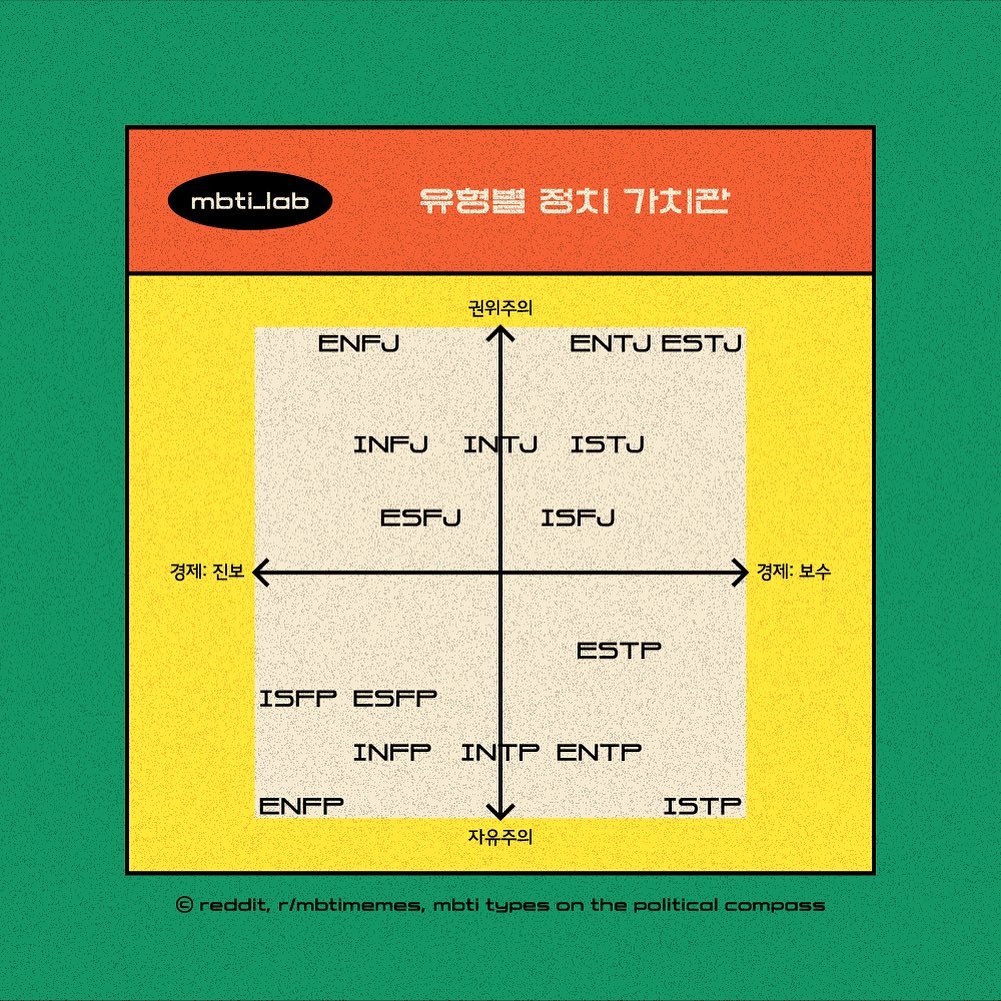 mbti_lab
유형별 정치 가치관
권위주의
ENFJ ENTJ ESTJ
INFJ INTJ ISTJ
ESFJ ISFJ
경제: 진보 경제: 보수
ESTP
ISFP ESFP
INFP INTP ENTP
ENFP ISTP
자유주의
© reddit, r/mbtimemes, mbti types on the political compass